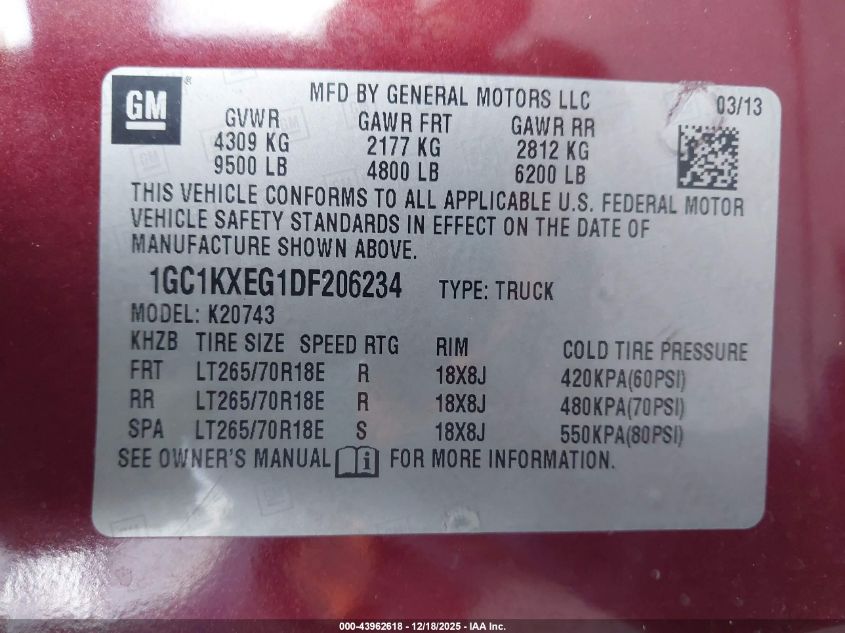 GM
®
MFD BY GENERAL MOTORS LLC
03/13
GVWR GAWR FRT GAWR RR
4309 KG 2177 KG 2812 KG
9500 LB 4800 LB 6200 LB
THIS VEHICLE CONFORMS TO ALL APPLICABLE U.S. FEDERAL MOTOR
VEHICLE SAFETY STANDARDS IN EFFECT ON THE DATE OF
MANUFACTURE SHOWN ABOVE.
1GC1KXEG1DF206234 TYPE: TRUCK
MODEL: K20743
KHZB TIRE SIZE SPEED RTG RIM COLD TIRE PRESSURE
FRT LT265/70R18E R 18X8J 420KPA(60PSI)
RR LT265/70R18E R 18X8J 480KPA(70PSI)
SPA LT265/70R18E S 18X8J 550KPA(80PSI)
SEE OWNER'S MANUAL i FOR MORE INFORMATION.
000-43962618 - 12/18/2025 - IAA Inc.